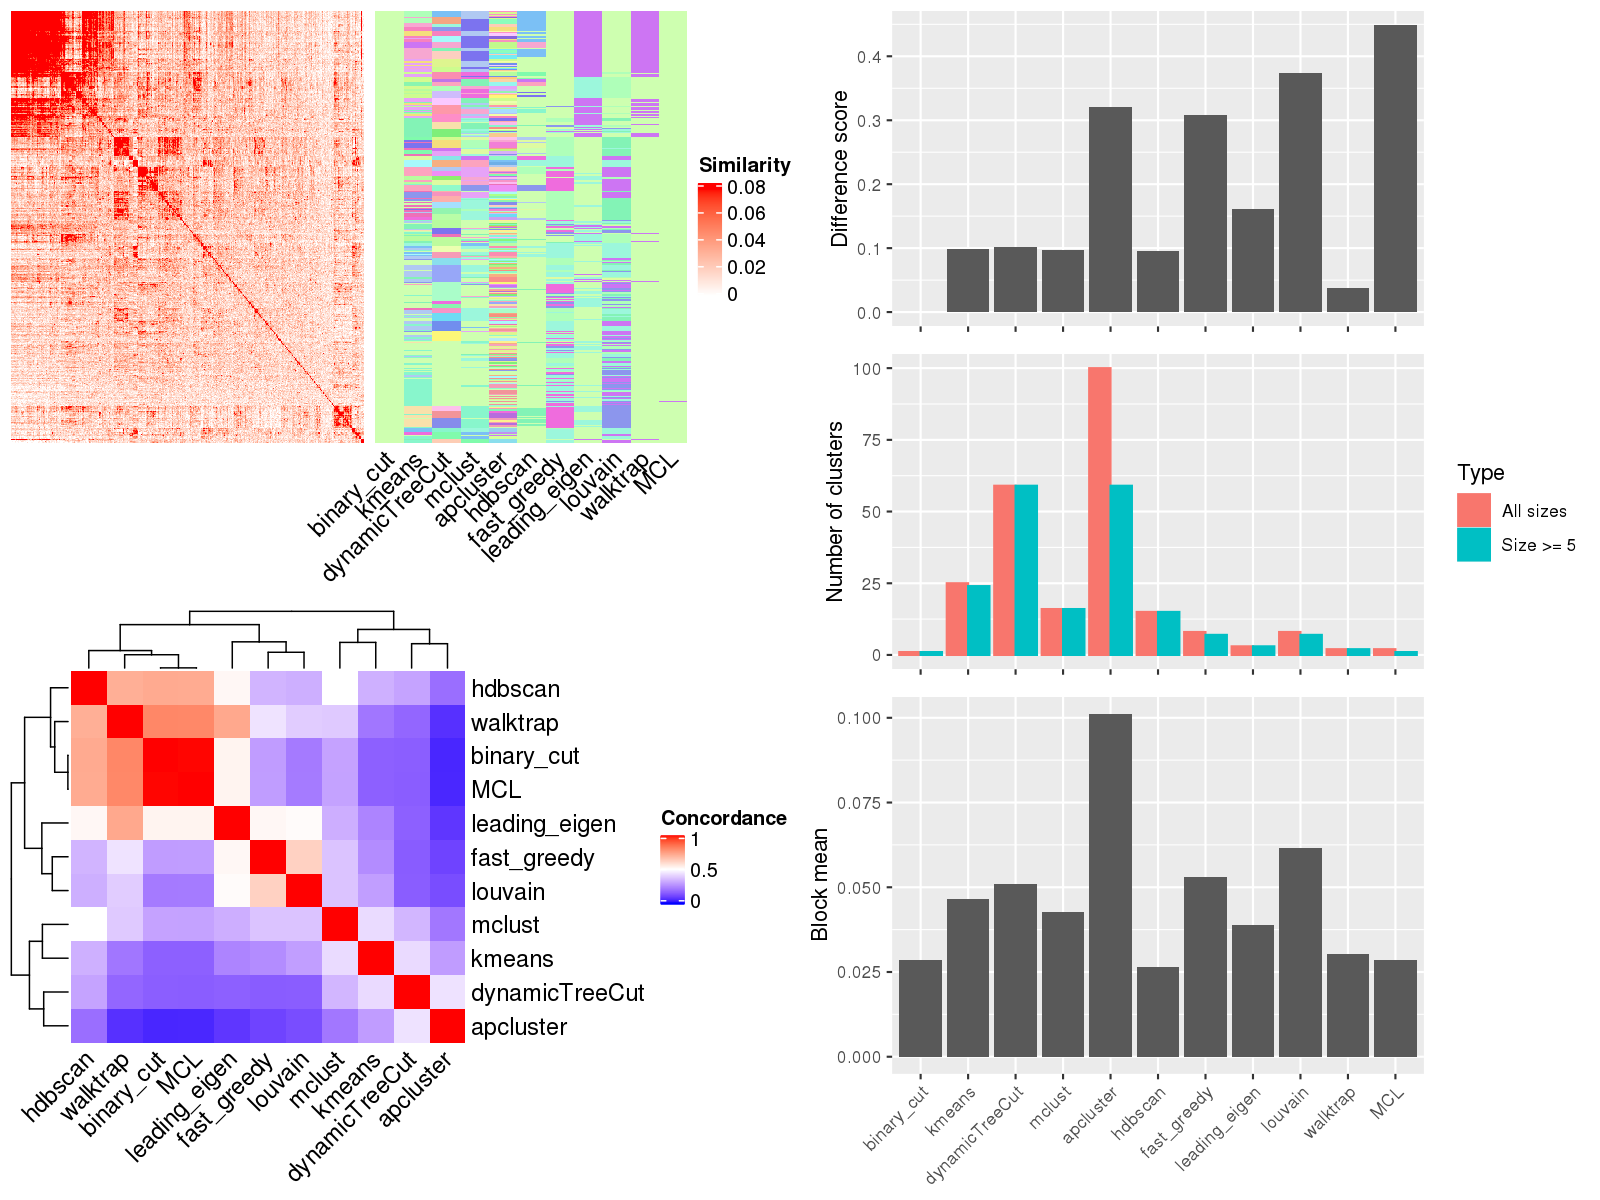 Similarity
0.08
0.06
0.04
0.02
0
binary_cut
kmeans
dynamicTreeCut
mclust
apcluster
hdbscan
fast_greedy
leading_eigen
louvain
walktrap
MCL
hdbscan
walktrap
binary_cut
MCL
leading_eigen
fast_greedy
louvain
mclust
kmeans
dynamicTreeCut
apcluster
hdbscan
walktrap
binary_cut
MCL
leading_eigen
fast_greedy
louvain
mclust
kmeans
dynamicTreeCut
apcluster
Concordance
1
0.5
0
Difference score
0.4
0.3
0.2
0.1
0.0
Number of clusters
100
75
50
25
0
Type
All sizes
Size >= 5
Block mean
0.100
0.075
0.050
0.025
0.000
binary_cut
kmeans
dynamicTreeCut
mclust
apcluster
hdbscan
fast_greedy
leading_eigen
louvain
walktrap
MCL